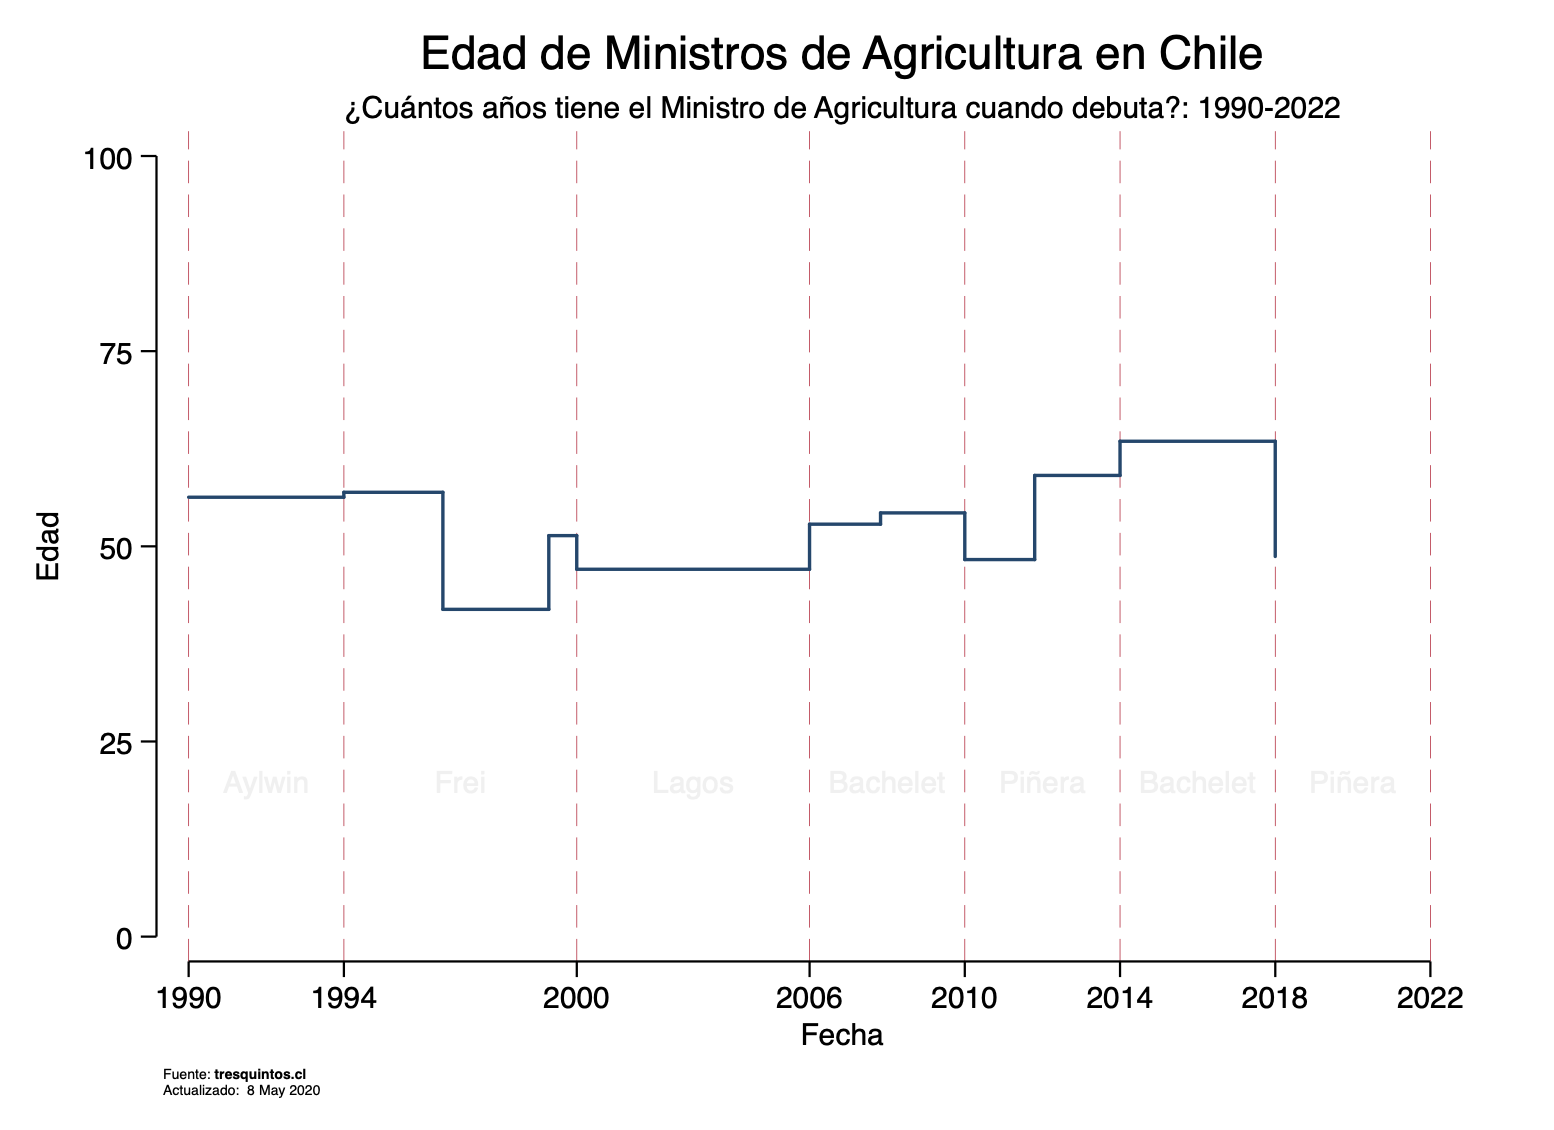 Edad de Ministros de Agricultura en Chile
¿Cuántos años tiene el Ministro de Agricultura cuando debuta?: 1990-2022
100
75
50
25
0
Edad
Aylwin Frei Lagos Bachelet Piñera Bachelet Piñera
1990 1994 2000 2006 2010 2014 2018 2022
Fecha
Fuente: tresquintos.cl
Actualizado: 8 May 2020